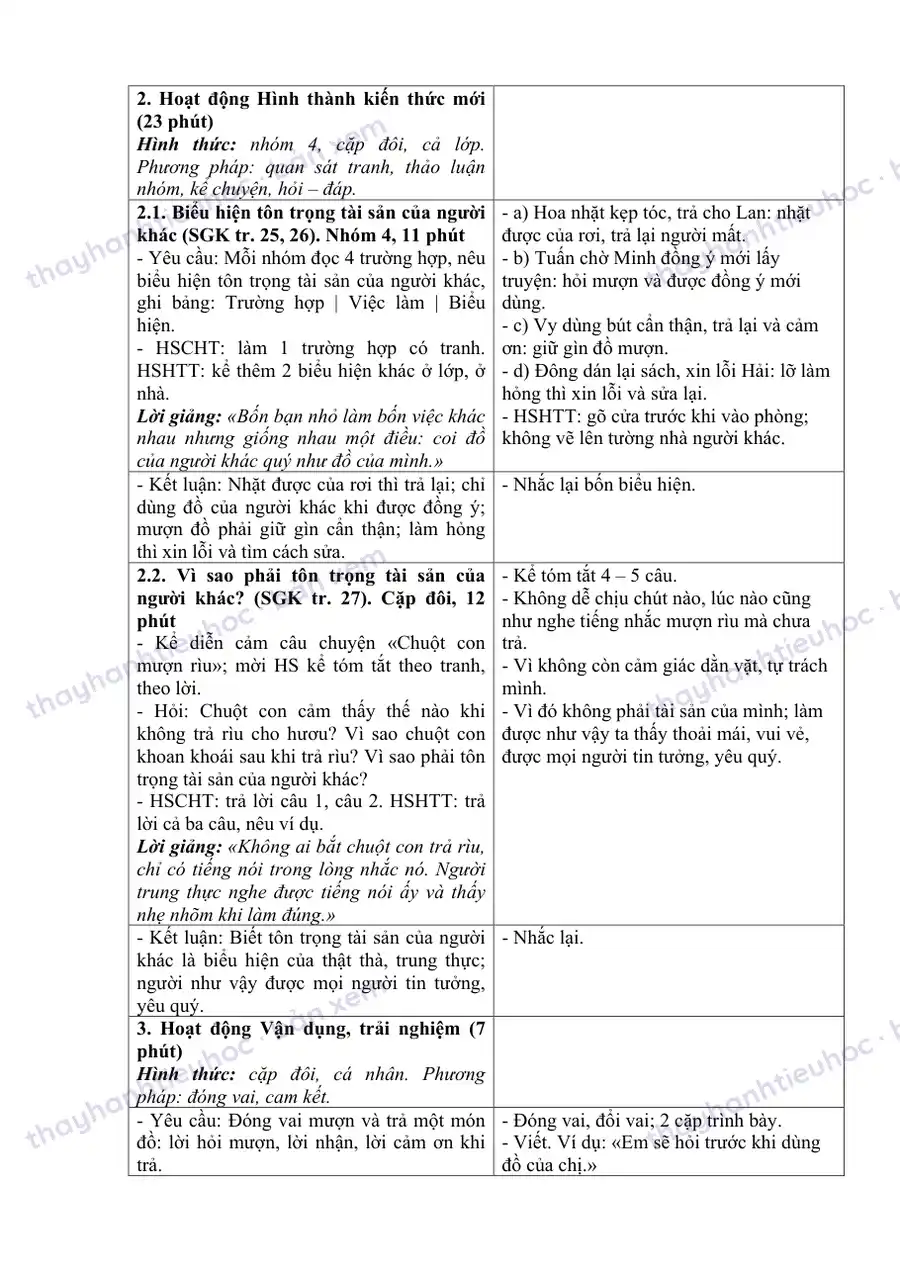 2. Hoạt động Hình thành kiến thức mới
(23 phút)
Hình thức: nhóm 4, cặp đôi, cả lớp.
Phương pháp: quan sát tranh, thảo luận
nhóm, kể chuyện, hỏi – đáp.
2.1. Biểu hiện tôn trọng tài sản của người
khác (SGK tr. 25, 26). Nhóm 4, 11 phút
- Yêu cầu: Mỗi nhóm đọc 4 trường hợp, nêu
biểu hiện tôn trọng tài sản của người khác,
ghi bảng: Trường hợp | Việc làm | Biểu
hiện.
- HSCHT: làm 1 trường hợp có tranh.
HSHTT: kể thêm 2 biểu hiện khác ở lớp, ở
nhà.
Lời giảng: «Bốn bạn nhỏ làm bốn việc khác
nhau nhưng giống nhau một điều: coi đồ
của người khác quý như đồ của mình.»
- a) Hoa nhặt kẹp tóc, trả cho Lan: nhặt
được của rơi, trả lại người mất.
- b) Tuấn chờ Minh đồng ý mới lấy
truyện: hỏi mượn và được đồng ý mới
dùng.
- c) Vy dùng bút cẩn thận, trả lại và cảm
ơn: giữ gìn đồ mượn.
- d) Đông dán lại sách, xin lỗi Hải: lỡ làm
hỏng thì xin lỗi và sửa lại.
- HSHTT: gõ cửa trước khi vào phòng;
không vẽ lên tường nhà người khác.
- Kết luận: Nhặt được của rơi thì trả lại; chỉ
dùng đồ của người khác khi được đồng ý;
mượn đồ phải giữ gìn cẩn thận; làm hỏng
thì xin lỗi và tìm cách sửa.
- Nhắc lại bốn biểu hiện.
2.2. Vì sao phải tôn trọng tài sản của
người khác? (SGK tr. 27). Cặp đôi, 12
phút
- Kể diễn cảm câu chuyện «Chuột con
mượn rìu»; mời HS kể tóm tắt theo tranh,
theo lời.
- Hỏi: Chuột con cảm thấy thế nào khi
không trả rìu cho hươu? Vì sao chuột con
khoan khoái sau khi trả rìu? Vì sao phải tôn
trọng tài sản của người khác?
- HSCHT: trả lời câu 1, câu 2. HSHTT: trả
lời cả ba câu, nêu ví dụ.
Lời giảng: «Không ai bắt chuột con trả rìu,
chỉ có tiếng nói trong lòng nhắc nó. Người
trung thực nghe được tiếng nói ấy và thấy
nhẹ nhõm khi làm đúng.»
- Kể tóm tắt 4 – 5 câu.
- Không dễ chịu chút nào, lúc nào cũng
như nghe tiếng nhắc mượn rìu mà chưa
trả.
- Vì không còn cảm giác dằn vặt, tự trách
mình.
- Vì đó không phải tài sản của mình; làm
được như vậy ta thấy thoải mái, vui vẻ,
được mọi người tin tưởng, yêu quý.
- Kết luận: Biết tôn trọng tài sản của người
khác là biểu hiện của thật thà, trung thực;
người như vậy được mọi người tin tưởng,
yêu quý.
- Nhắc lại.
3. Hoạt động Vận dụng, trải nghiệm (7
phút)
Hình thức: cặp đôi, cá nhân. Phương
pháp: đóng vai, cam kết.
- Yêu cầu: Đóng vai mượn và trả một món
đồ: lời hỏi mượn, lời nhận, lời cảm ơn khi
trả.
- Đóng vai, đổi vai; 2 cặp trình bày.
- Viết. Ví dụ: «Em sẽ hỏi trước khi dùng
đồ của chị.»
thayhanhtieuhoc · bản xem
thayhanhtieuhoc · b
thayhanhtieuhoc · bản xem
thayhanhtieuhoc · b
thayhanhtieuhoc · bản xem
thayhanhtieuhoc · b